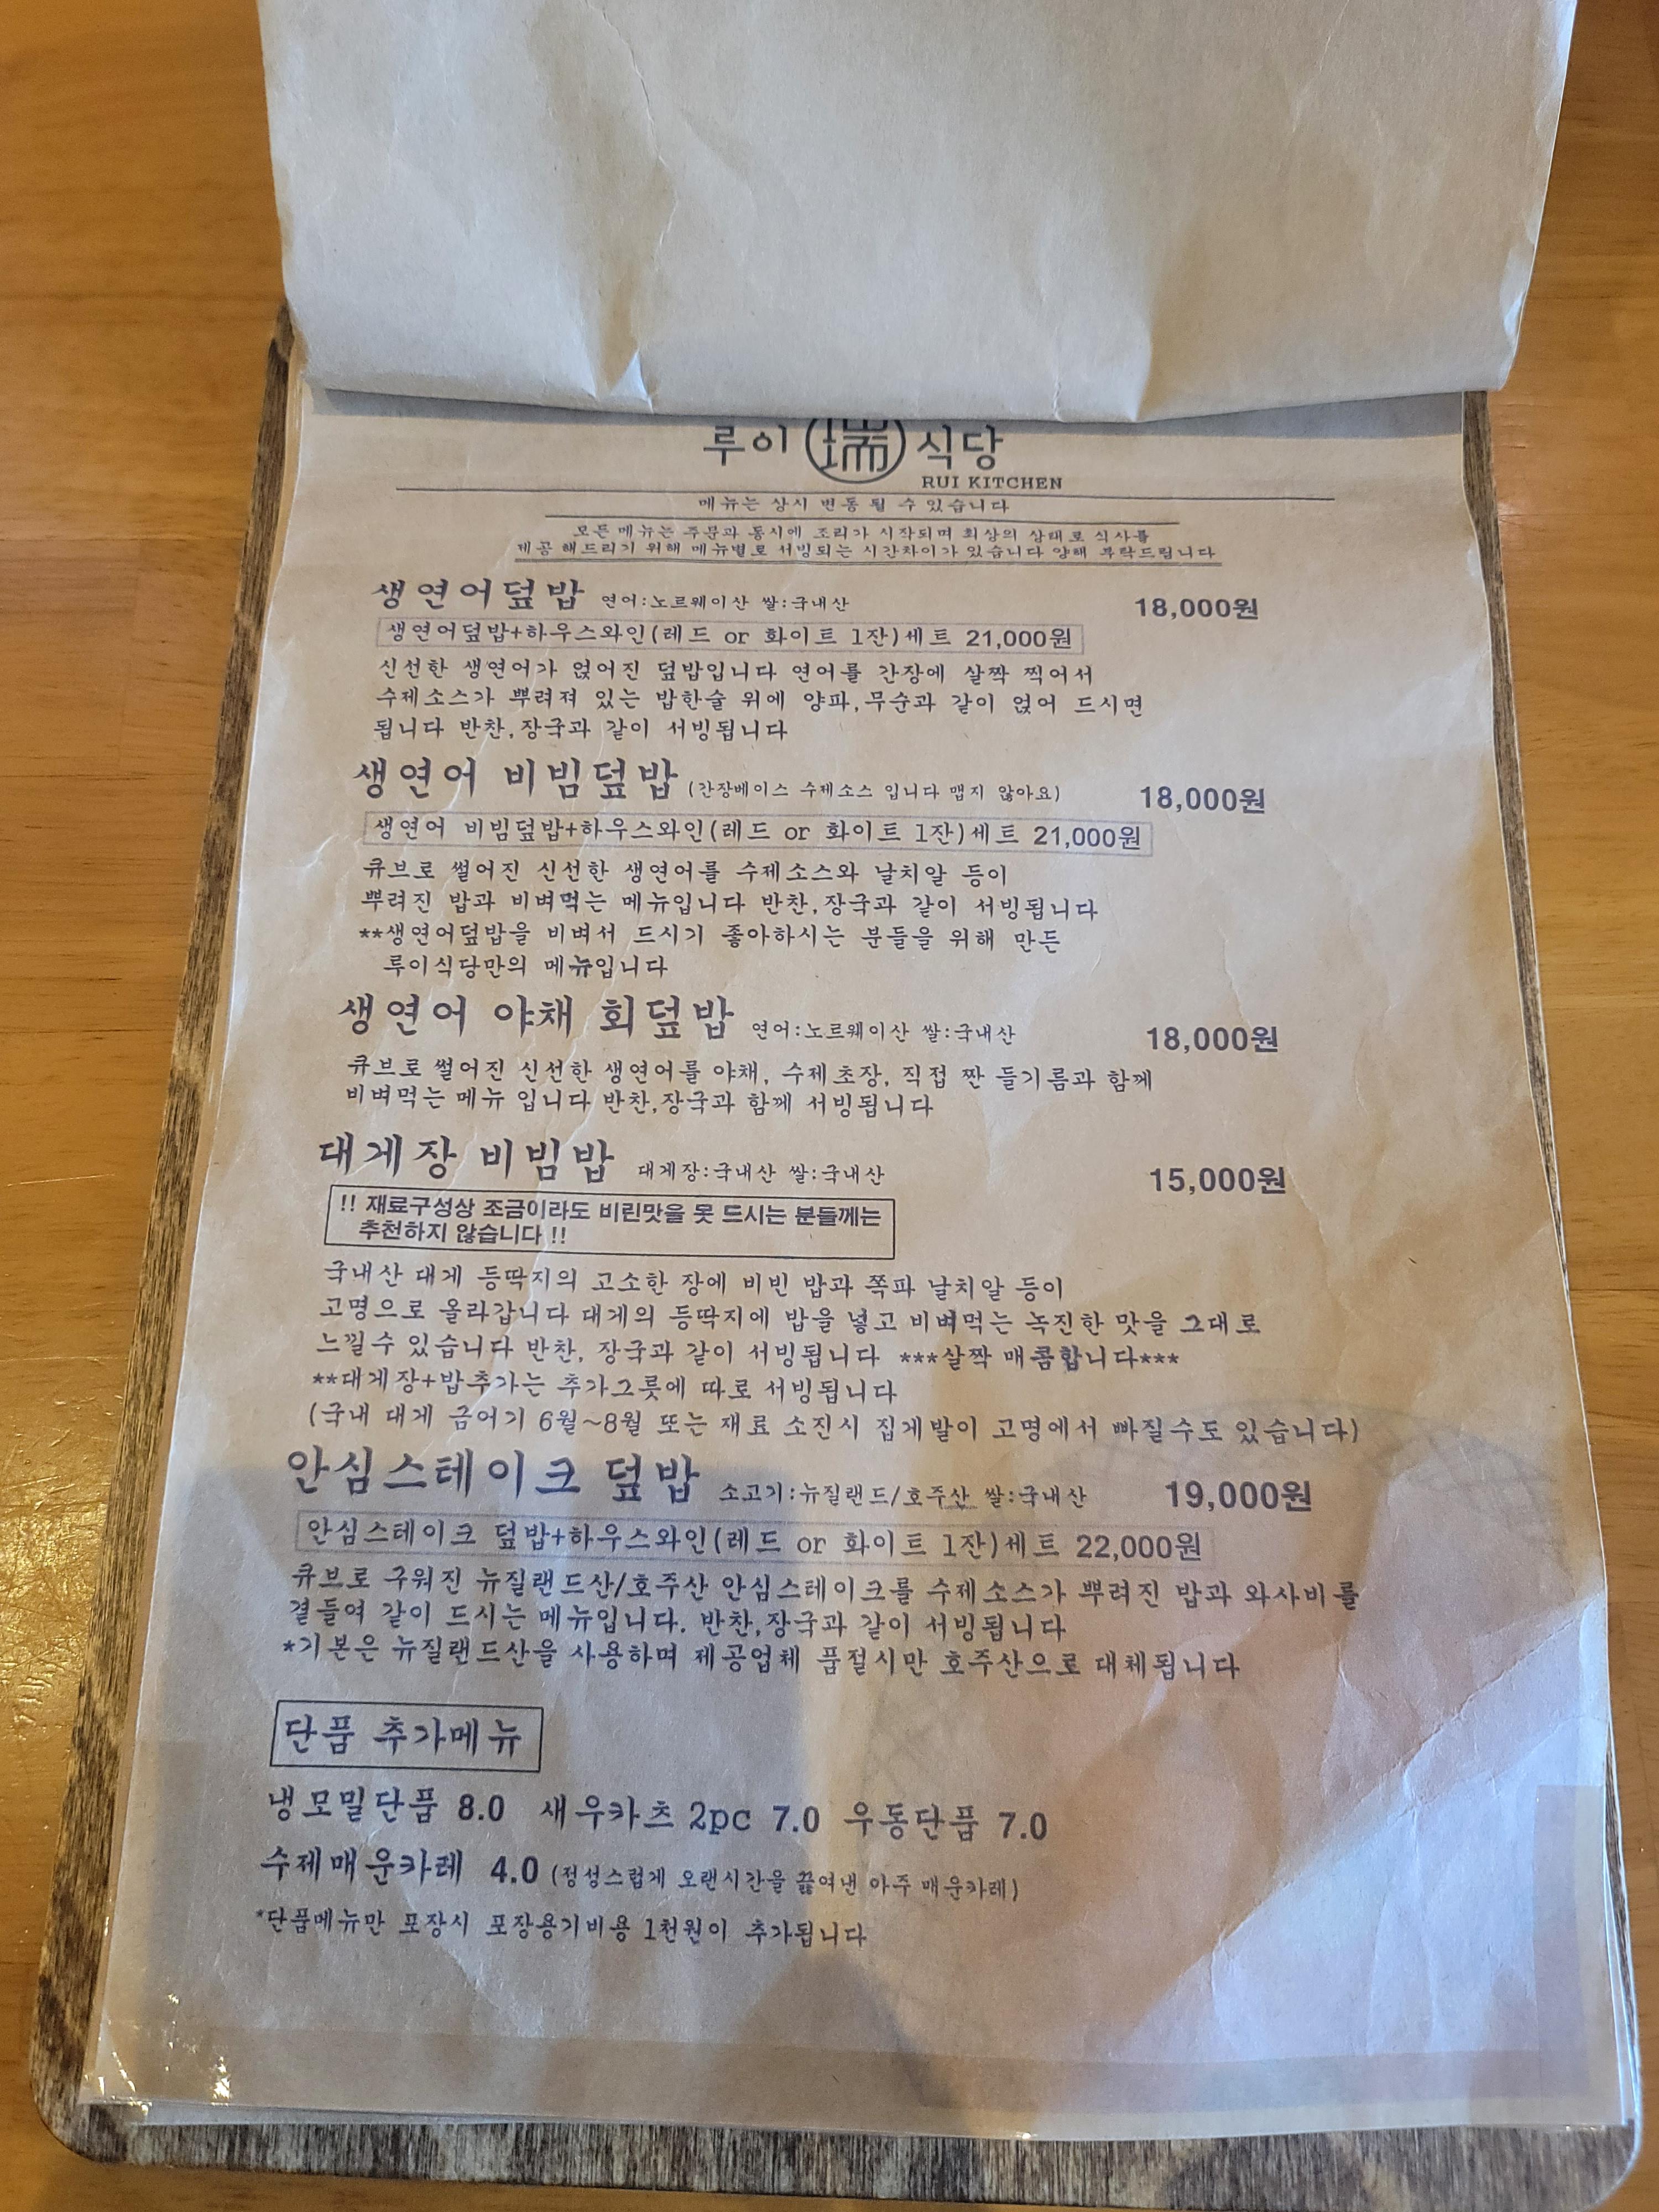 루이 瑞 식당
RUI KITCHEN
메뉴는 상시 변동 될 수 있습니다
모든 메뉴는 주문과 동시에 조리가 시작되며 최상의 상태로 식사를
제공 해드리기 위해 메뉴별로 서빙되는 시간차이가 있습니다 양해 부탁드립니다
생연어덮밥 연어:노르웨이산 쌀:국내산 18,000원
생연어덮밥+하우스와인(레드 or 화이트 1잔)세트 21,000원
신선한 생연어가 얹어진 덮밥입니다 연어를 간장에 살짝 찍어서
수제소스가 뿌려져 있는 밥한술 위에 양파,무순과 같이 얹어 드시면
됩니다 반찬,장국과 같이 서빙됩니다
생연어 비빔덮밥 (간장베이스 수제소스 입니다 맵지 않아요) 18,000원
생연어 비빔덮밥+하우스와인(레드 or 화이트 1잔)세트 21,000원
큐브로 썰어진 신선한 생연어를 수제소스와 날치알 등이
뿌려진 밥과 비벼먹는 메뉴입니다 반찬,장국과 같이 서빙됩니다
**생연어덮밥을 비벼서 드시기 좋아하시는 분들을 위해 만든
루이식당만의 메뉴입니다
생연어 야채 회덮밥 연어:노르웨이산 쌀:국내산 18,000원
큐브로 썰어진 신선한 생연어를 야채, 수제초장, 직접 짠 들기름과 함께
비벼먹는 메뉴 입니다 반찬,장국과 함께 서빙됩니다
대게장 비빔밥 대게장:국내산 쌀:국내산 15,000원
!! 재료구성상 조금이라도 비린맛을 못 드시는 분들께는
추천하지 않습니다 !!
국내산 대게 등딱지의 고소한 장에 비빈 밥과 쪽파 날치알 등이
고명으로 올라갑니다 대게의 등딱지에 밥을 넣고 비벼먹는 녹진한 맛을 그대로
느낄수 있습니다 반찬, 장국과 같이 서빙됩니다 ***살짝 매콤합니다***
**대게장+밥추가는 추가그릇에 따로 서빙됩니다
(국내 대게 금어기 6월~8월 또는 재료 소진시 집게발이 고명에서 빠질수도 있습니다)
안심스테이크 덮밥 소고기:뉴질랜드/호주산 쌀:국내산 19,000원
안심스테이크 덮밥+하우스와인(레드 or 화이트 1잔)세트 22,000원
큐브로 구워진 뉴질랜드산/호주산 안심스테이크를 수제소스가 뿌려진 밥과 와사비를
곁들여 같이 드시는 메뉴입니다. 반찬,장국과 같이 서빙됩니다
*기본은 뉴질랜드산을 사용하며 제공업체 품절시만 호주산으로 대체됩니다
단품 추가메뉴
냉모밀단품 8.0 새우카츠 2pc 7.0 우동단품 7.0
수제매운카레 4.0 (정성스럽게 오랜시간을 끓여낸 아주 매운카레)
*단품메뉴만 포장시 포장용기비용 1천원이 추가됩니다